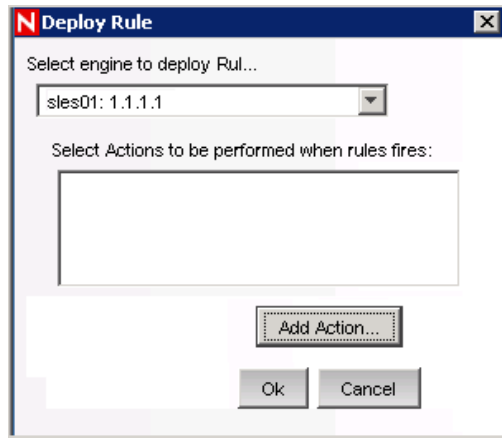 N Deploy Rule
Select engine to deploy Rul...
sles01: 1.1.1.1
Select Actions to be performed when rules fires:
Add Action...
Ok Cancel